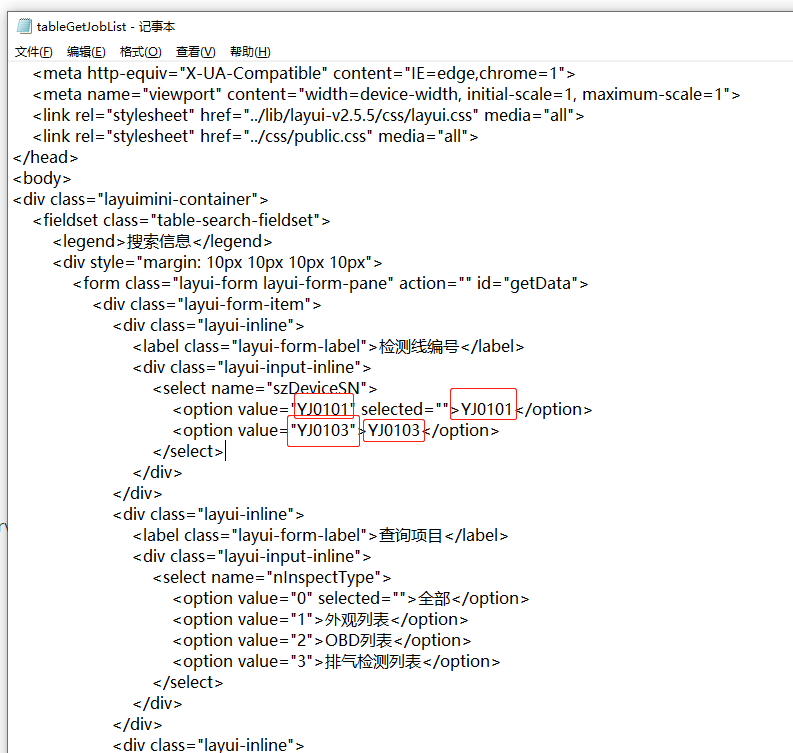 tableGetJobList - 记事本
文件(F) 编辑(E) 格式(O) 查看(V) 帮助(H)
<meta http-equiv="X-UA-Compatible" content="IE=edge,chrome=1">
<meta name="viewport" content="width=device-width, initial-scale=1, maximum-scale=1">
<link rel="stylesheet" href="../lib/layui-v2.5.5/css/layui.css" media="all">
<link rel="stylesheet" href="../css/public.css" media="all">
</head>
<body>
<div class="layuimini-container">
<fieldset class="table-search-fieldset">
<legend>搜索信息</legend>
<div style="margin: 10px 10px 10px 10px">
<form class="layui-form layui-form-pane" action="" id="getData">
<div class="layui-form-item">
<div class="layui-inline">
<label class="layui-form-label">检测线编号</label>
<div class="layui-input-inline">
<select name="szDeviceSN">
<option value="YJ0101" selected="">YJ0101</option>
<option value="YJ0103">YJ0103</option>
</select>
</div>
</div>
<div class="layui-inline">
<label class="layui-form-label">查询项目</label>
<div class="layui-input-inline">
<select name="nInspectType">
<option value="0" selected="">全部</option>
<option value="1">外观列表</option>
<option value="2">OBD列表</option>
<option value="3">排气检测列表</option>
</select>
</div>
</div>
<div class="layui-inline">